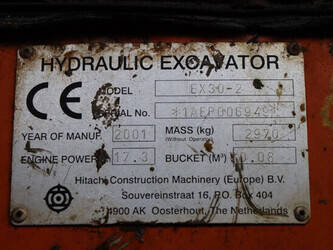 HYDRAULIC EXCAVATOR
CE MODEL EX30-2
SERIAL No.
YEAR OF MANUF. 2001 MASS (kg) 2970
(Without Operator)
ENGINE POWER 17.3 BUCKET (M³) 0.08
Hitachi Construction Machinery (Europe) B.V.
Souvereinstraat 16, P.O. Box 404
4900 AK Oosterhout, The Netherlands